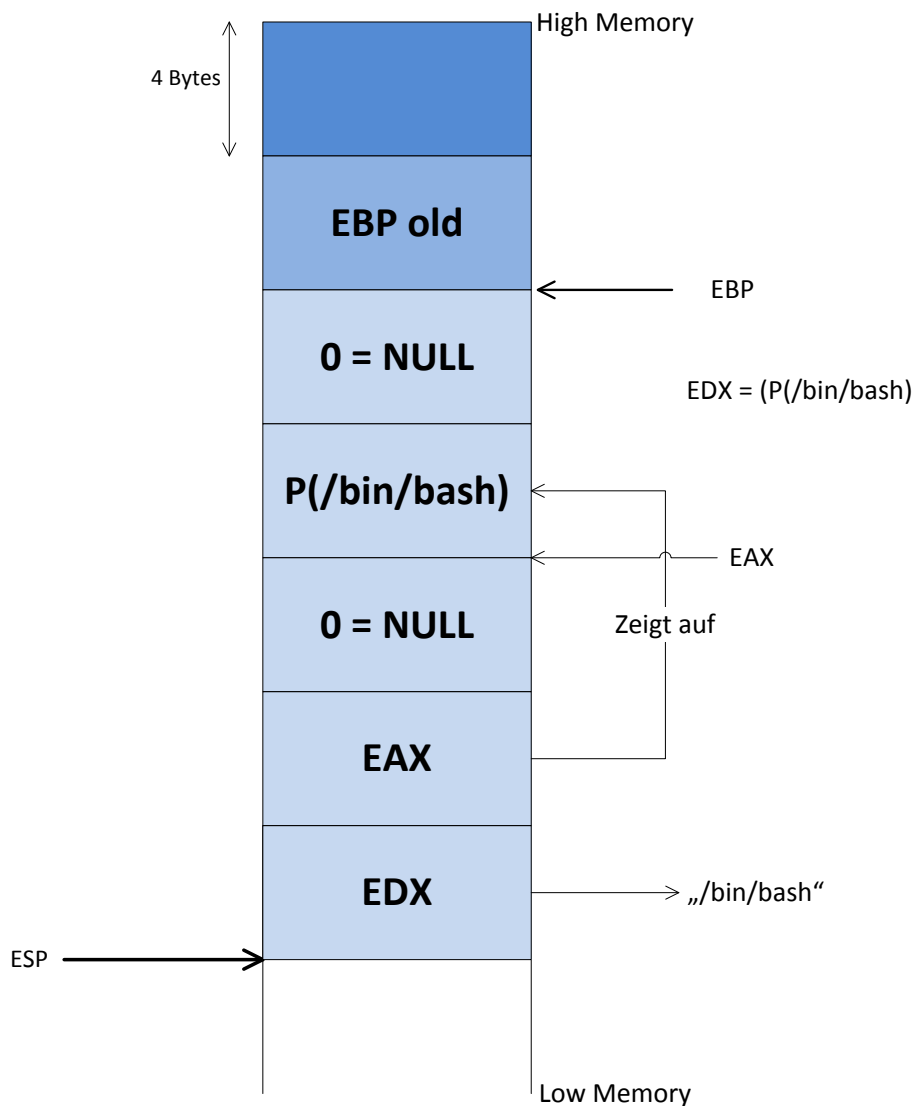 High Memory
4 Bytes
EBP old
EBP
0 = NULL
EDX = (P(/bin/bash)
P(/bin/bash)
EAX
0 = NULL
Zeigt auf
EAX
EDX
„/bin/bash“
ESP
Low Memory